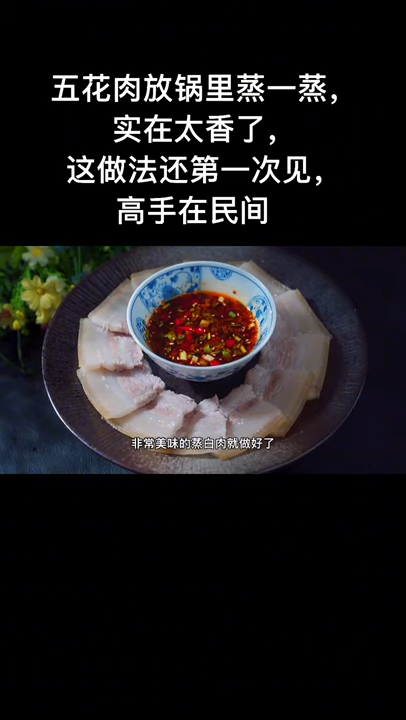 五花肉放锅里蒸一蒸，
实在太香了，
这做法还第一次见，
高手在民间
非常美味的蒸白肉就做好了